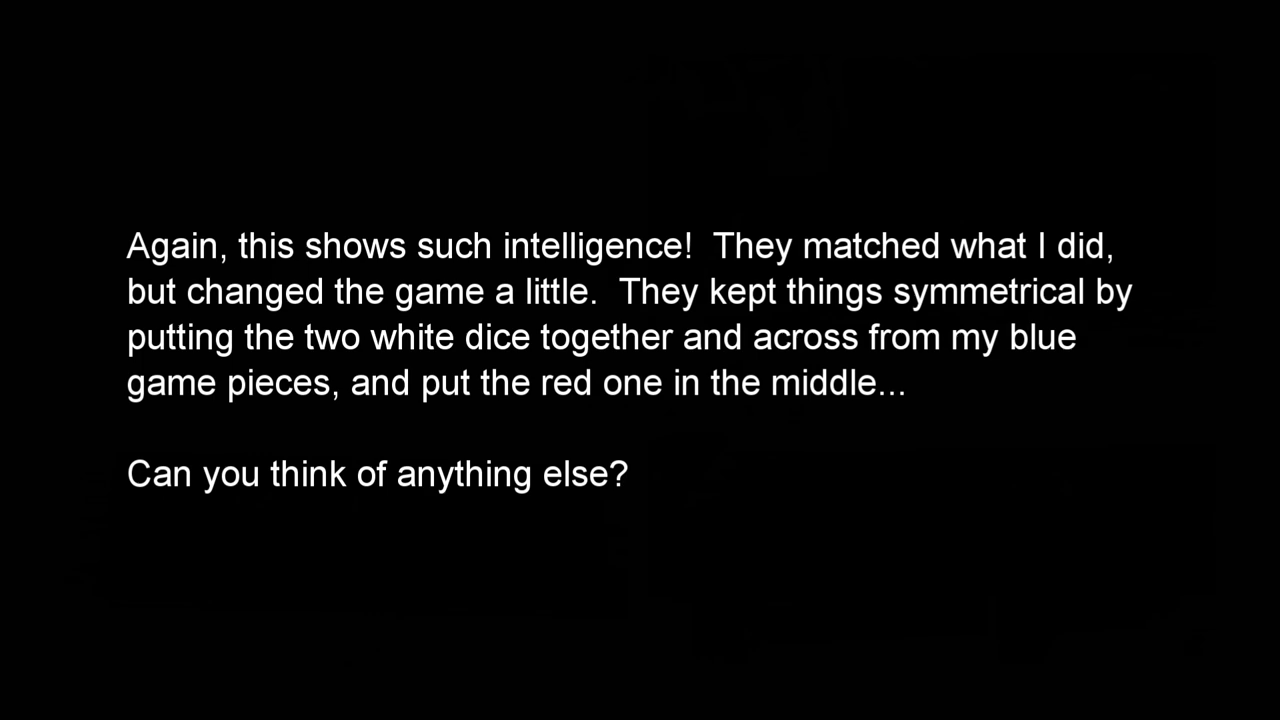 Again, this shows such intelligence!  They matched what I did,
but changed the game a little.  They kept things symmetrical by
putting the two white dice together and across from my blue
game pieces, and put the red one in the middle...
Can you think of anything else?